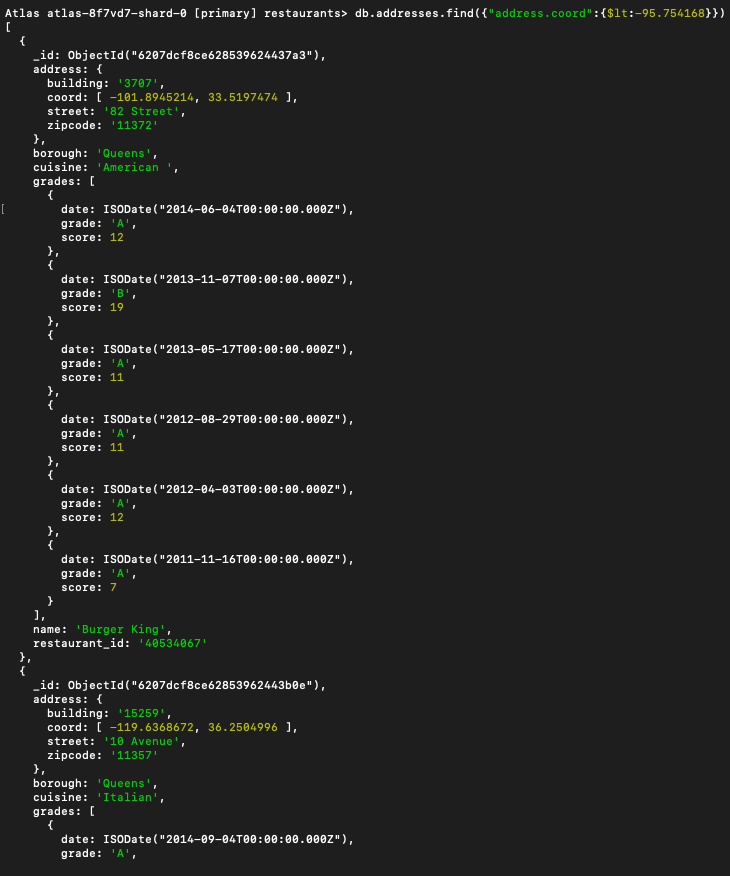 Atlas atlas-8f7vd7-shard-0 [primary] restaurants> db.addresses.find({"address.coord":{$lt:-95.754168}})
[
  {
    _id: ObjectId("6207dcf8ce628539624437a3"),
    address: {
      building: '3707',
      coord: [ -101.8945214, 33.5197474 ],
      street: '82 Street',
      zipcode: '11372'
    },
    borough: 'Queens',
    cuisine: 'American ',
    grades: [
      {
[       date: ISODate("2014-06-04T00:00:00.000Z"),
        grade: 'A',
        score: 12
      },
      {
        date: ISODate("2013-11-07T00:00:00.000Z"),
        grade: 'B',
        score: 19
      },
      {
        date: ISODate("2013-05-17T00:00:00.000Z"),
        grade: 'A',
        score: 11
      },
      {
        date: ISODate("2012-08-29T00:00:00.000Z"),
        grade: 'A',
        score: 11
      },
      {
        date: ISODate("2012-04-03T00:00:00.000Z"),
        grade: 'A',
        score: 12
      },
      {
        date: ISODate("2011-11-16T00:00:00.000Z"),
        grade: 'A',
        score: 7
      }
    ],
    name: 'Burger King',
    restaurant_id: '40534067'
  },
  {
    _id: ObjectId("6207dcf8ce62853962443b0e"),
    address: {
      building: '15259',
      coord: [ -119.6368672, 36.2504996 ],
      street: '10 Avenue',
      zipcode: '11357'
    },
    borough: 'Queens',
    cuisine: 'Italian',
    grades: [
      {
        date: ISODate("2014-09-04T00:00:00.000Z"),
        grade: 'A',